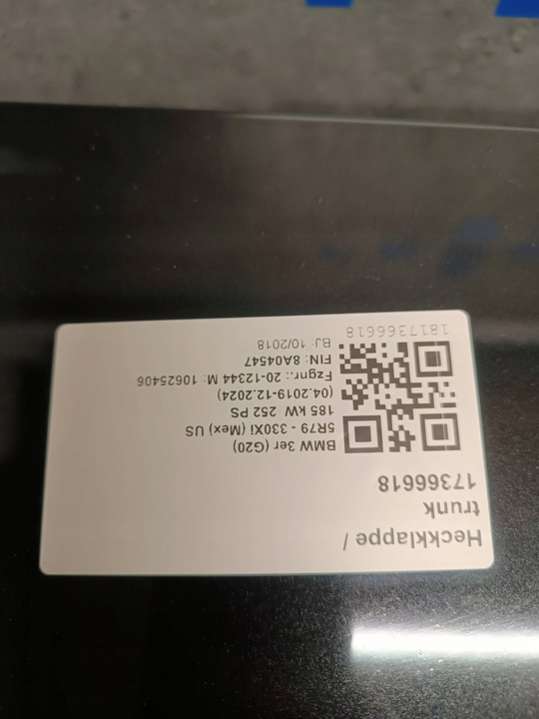 Heckklappe /
trunk
17366618
BMW 3er (G20)
5R79 - 330Xi (Mex) US
185 kW 252 PS
(04.2019-12.2024)
Fzgnr.: 20-12344 M: 10625406
FIN: 8A04547
BJ: 10/2018
1817366618